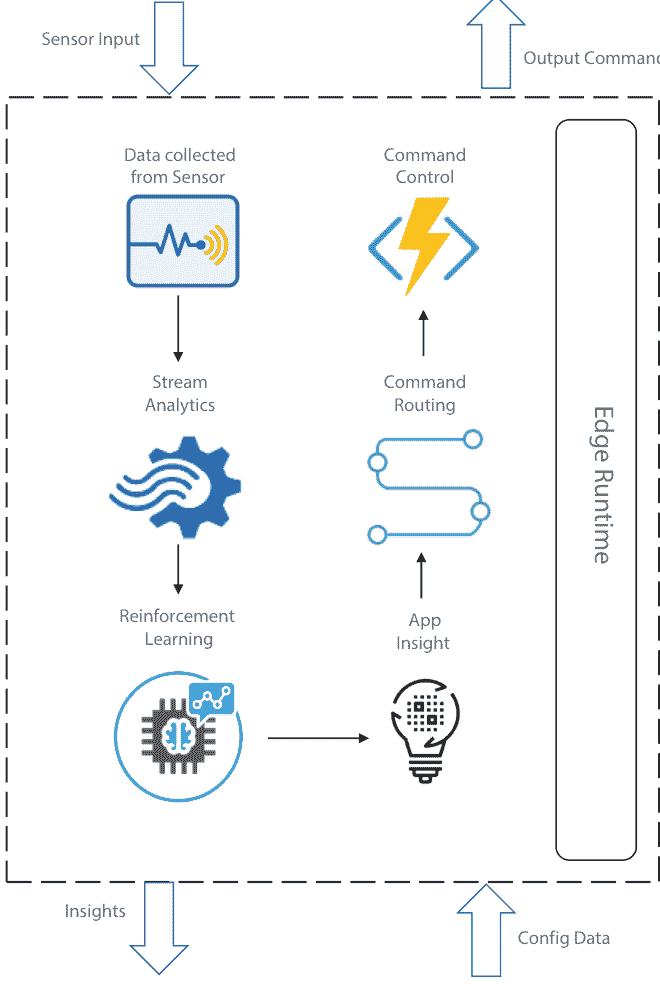 Sensor Input
Output Command
Data collected
from Sensor
Command
Control
Stream
Analytics
Command
Routing
Edge Runtime
Reinforcement
Learning
App
Insight
Insights
Config Data